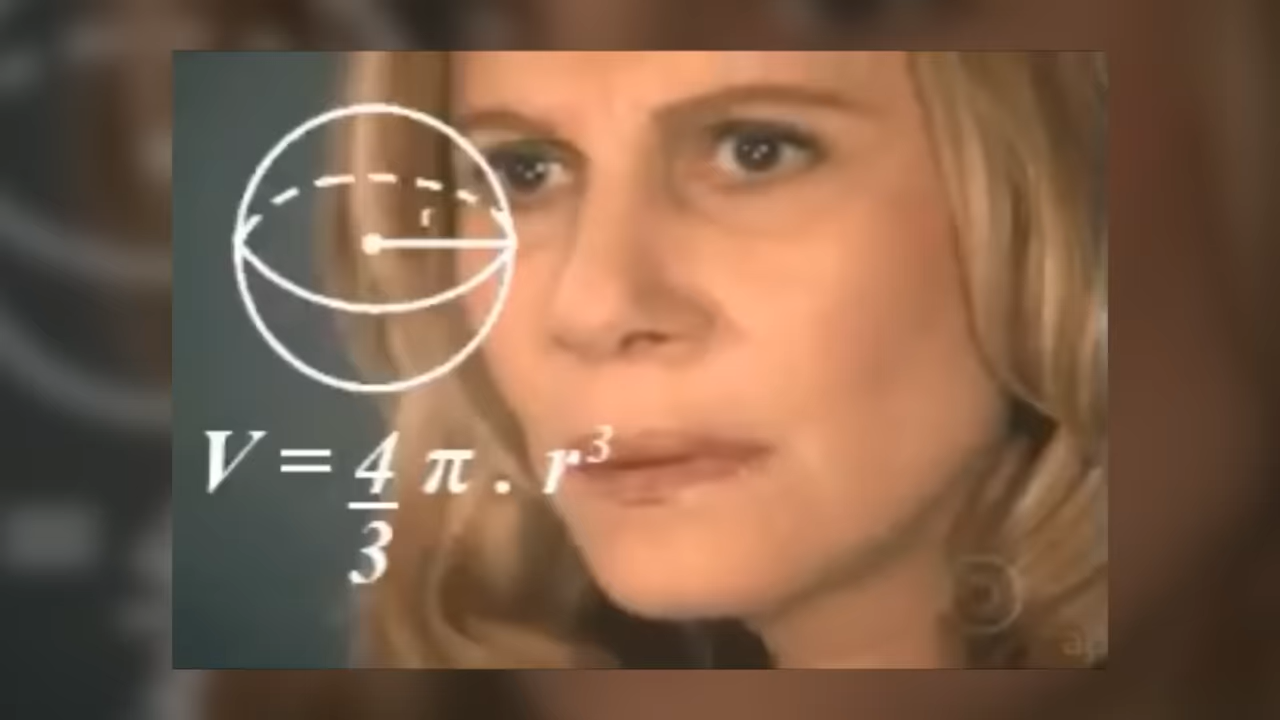 r
V = 4/3 π . r³